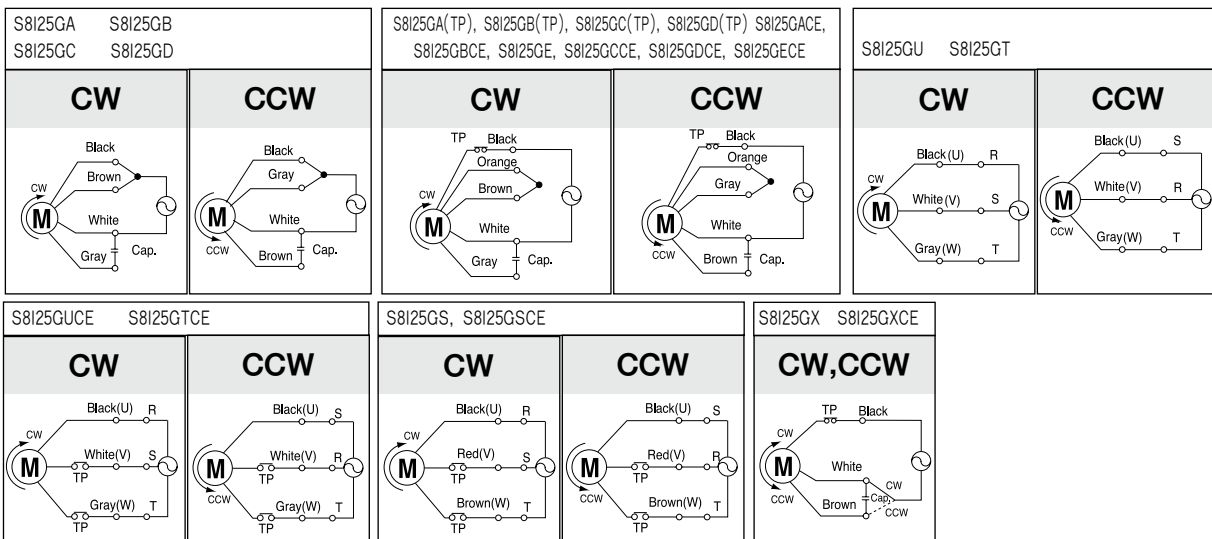 S8I25GA S8I25GB
S8I25GC S8I25GD
CW CCW
Black
Brown
CW
M
White
Gray Cap.
Black
Gray
M
White
CCW
Brown Cap.
S8I25GA(TP), S8I25GB(TP), S8I25GC(TP), S8I25GD(TP) S8I25GACE,
S8I25GBCE, S8I25GE, S8I25GCCE, S8I25GDCE, S8I25GECE
CW CCW
TP Black
Orange
CW
Brown
M
White
Gray Cap.
TP Black
Orange
Gray
M
White
CCW
Brown Cap.
S8I25GU S8I25GT
CW CCW
Black(U) R
CW
White(V) S
M
Gray(W) T
Black(U) S
White(V) R
M
CCW
Gray(W) T
S8I25GUCE S8I25GTCE
CW CCW
Black(U) R
CW
White(V) S
M
TP
Gray(W) T
TP
Black(U) S
White(V) R
M
TP
CCW
Gray(W) T
TP
S8I25GS, S8I25GSCE
CW CCW
Black(U) R
CW
Red(V) S
M
TP
Brown(W) T
TP
Black(U) S
Red(V) R
M
TP
CCW
Brown(W) T
TP
S8I25GX S8I25GXCE
CW,CCW
TP Black
CW
M
White
CW
Cap.
CCW
Brown
CCW